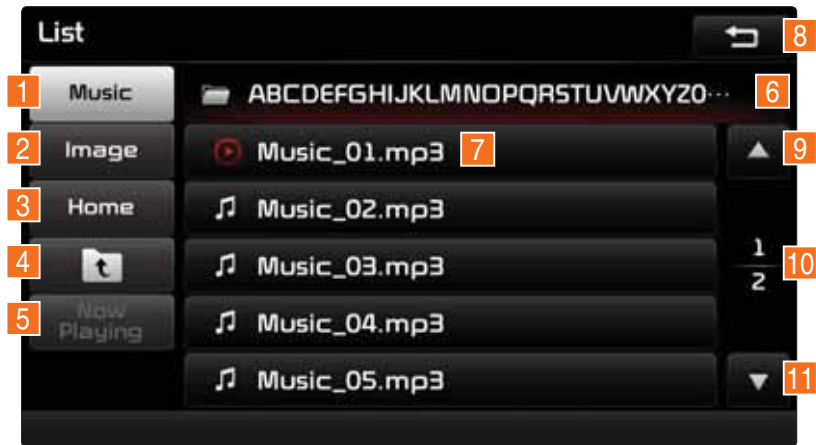 List
8
1 Music
ABCDEFGHIJKLMNOPQRSTUVWXYZ0··· 6
2 Image
Music_01.mp3 7
9
3 Home
Music_02.mp3
4
Music_03.mp3
1
2
10
5 Now
Playing
Music_04.mp3
Music_05.mp3
11